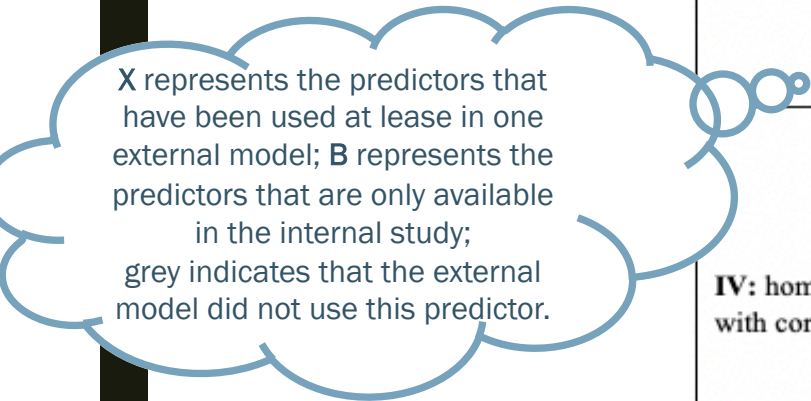 X represents the predictors that
have been used at lease in one
external model; B represents the
predictors that are only available
in the internal study;
grey indicates that the external
model did not use this predictor.
IV: hom
with cor